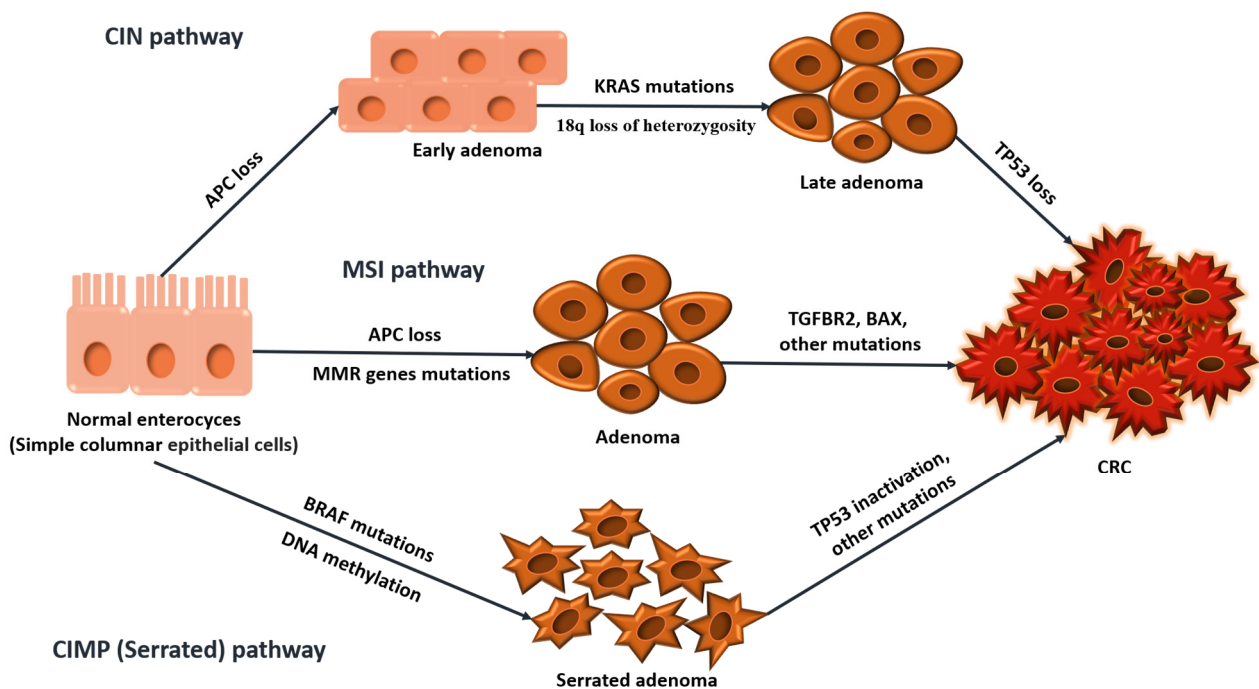 CIN pathway
APC loss
Early adenoma
KRAS mutations
18q loss of heterozygosity
Late adenoma
TP53 loss
MSI pathway
Normal enterocyces
(Simple columnar epithelial cells)
APC loss
MMR genes mutations
Adenoma
TGFBR2, BAX,
other mutations
CRC
BRAF mutations
DNA methylation
Serrated adenoma
TP53 inactivation,
other mutations
CIMP (Serrated) pathway